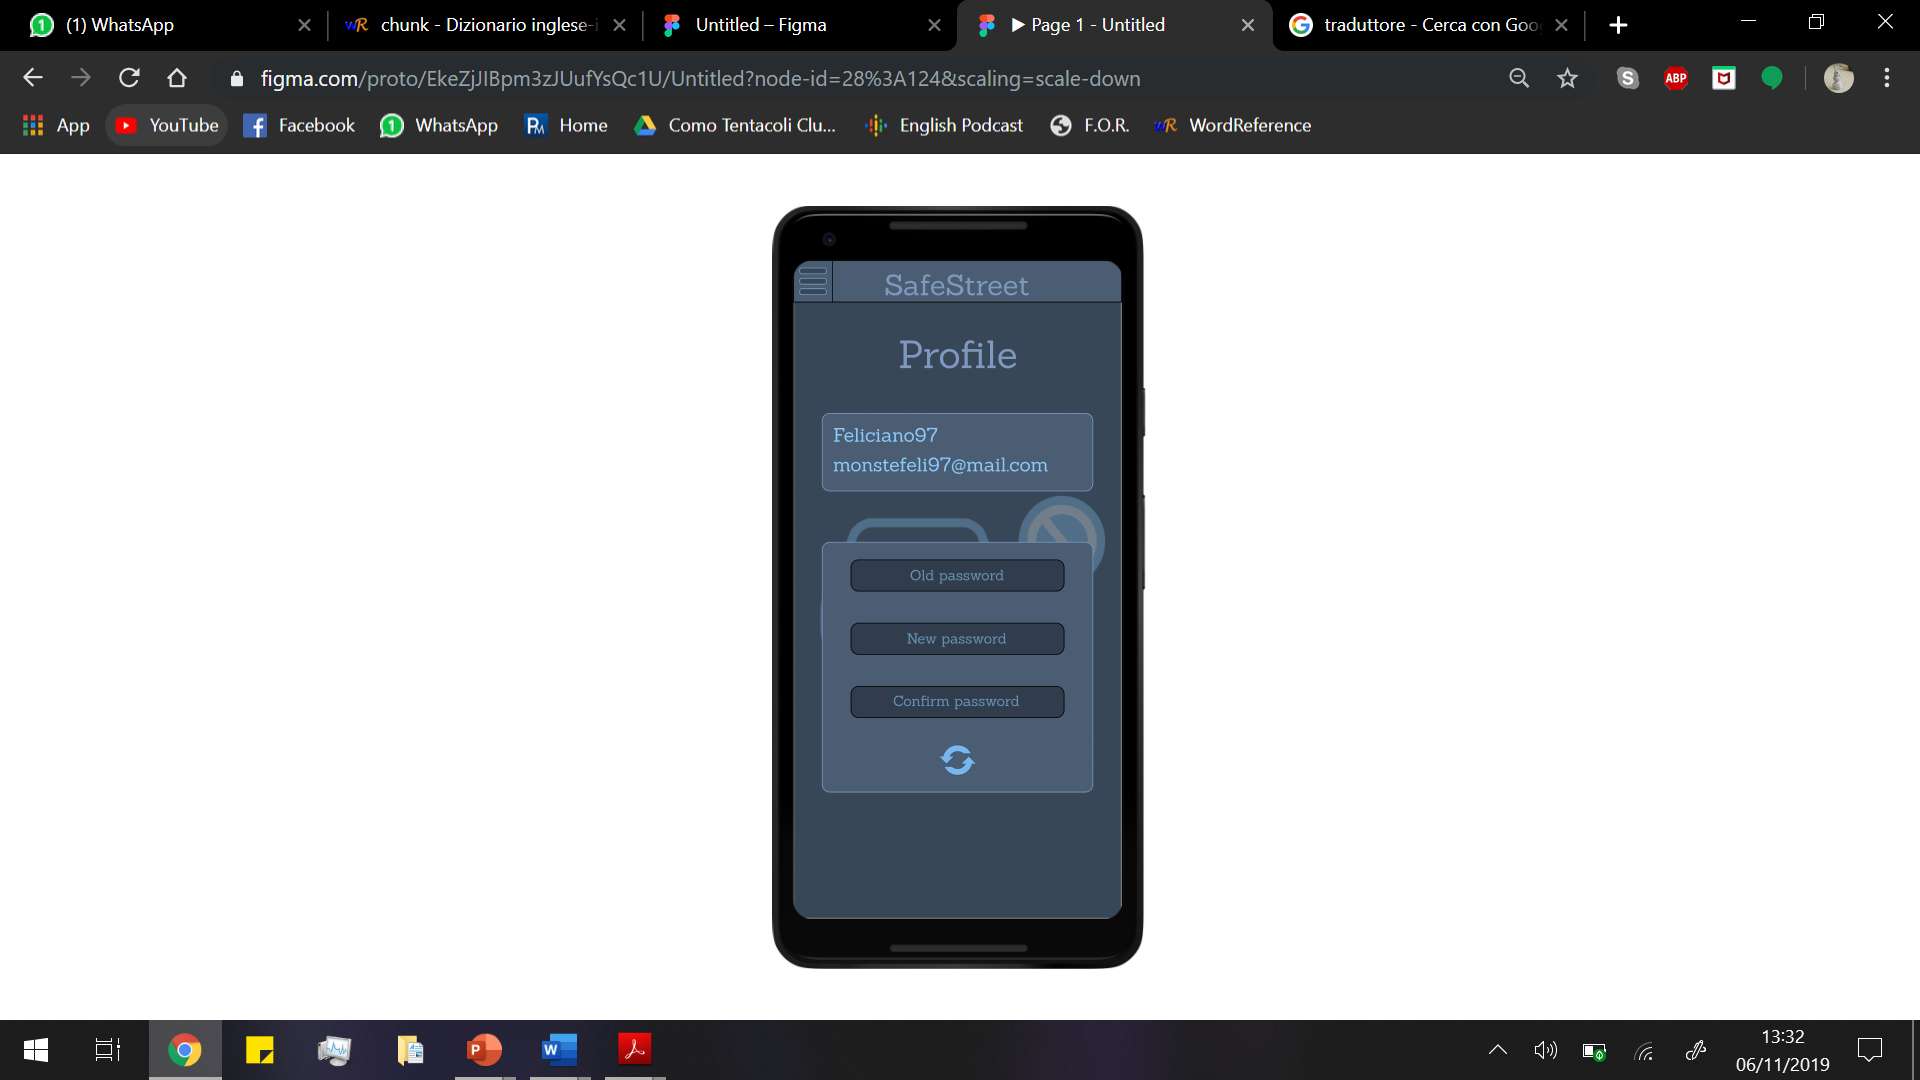 (1) WhatsApp
chunk - Dizionario inglese-i
Untitled – Figma
▶ Page 1 - Untitled
traduttore - Cerca con Goo
figma.com/proto/EkeZjJIBpm3zJUufYsQc1U/Untitled?node-id=28%3A124&scaling=scale-down
App
YouTube
Facebook
WhatsApp
Home
Como Tentacoli Clu...
English Podcast
F.O.R.
WordReference
SafeStreet
Profile
Feliciano97
monstefeli97@mail.com
Old password
New password
Confirm password
13:32
06/11/2019